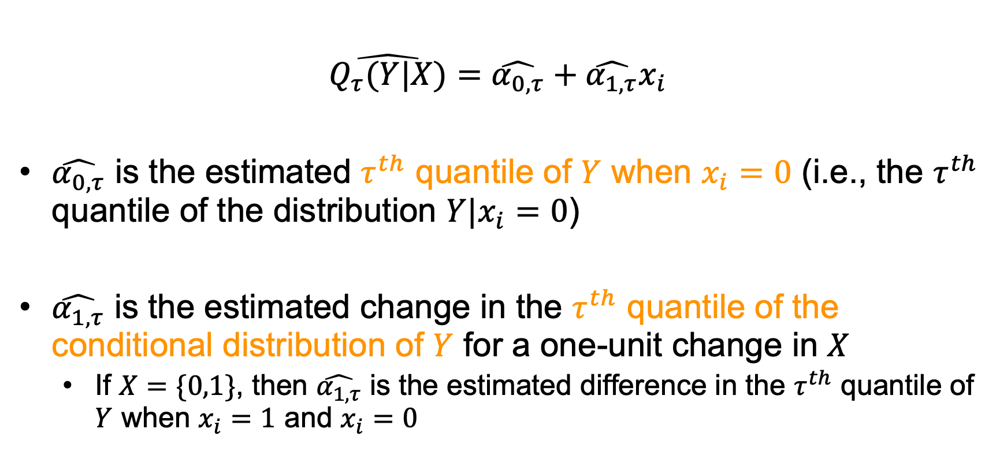 $\widehat{Q_\tau(Y|X)} = \widehat{\alpha_{0,\tau}} + \widehat{\alpha_{1,\tau}} x_i$
• $\widehat{\alpha_{0,\tau}}$ is the estimated $\tau^{th}$ quantile of $Y$ when $x_i = 0$ (i.e., the $\tau^{th}$
quantile of the distribution $Y|x_i = 0$)
• $\widehat{\alpha_{1,\tau}}$ is the estimated change in the $\tau^{th}$ quantile of the
conditional distribution of $Y$ for a one-unit change in $X$
• If $X = \{0,1\}$, then $\widehat{\alpha_{1,\tau}}$ is the estimated difference in the $\tau^{th}$ quantile of
$Y$ when $x_i = 1$ and $x_i = 0$